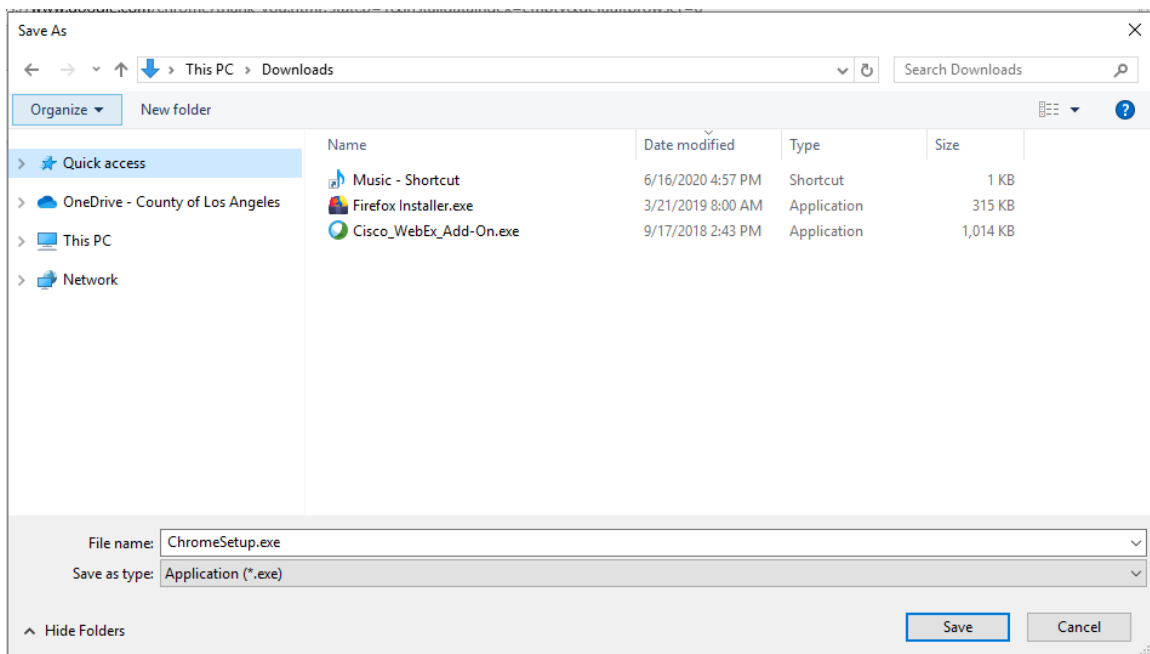 Save As
This PC > Downloads
Search Downloads
Organize
New folder
?
Name
Date modified
Type
Size
Quick access
OneDrive - County of Los Angeles
This PC
Network
Music - Shortcut 6/16/2020 4:57 PM Shortcut 1 KB
Firefox Installer.exe 3/21/2019 8:00 AM Application 315 KB
Cisco_WebEx_Add-On.exe 9/17/2018 2:43 PM Application 1,014 KB
File name: ChromeSetup.exe
Save as type: Application (*.exe)
Hide Folders
Save
Cancel